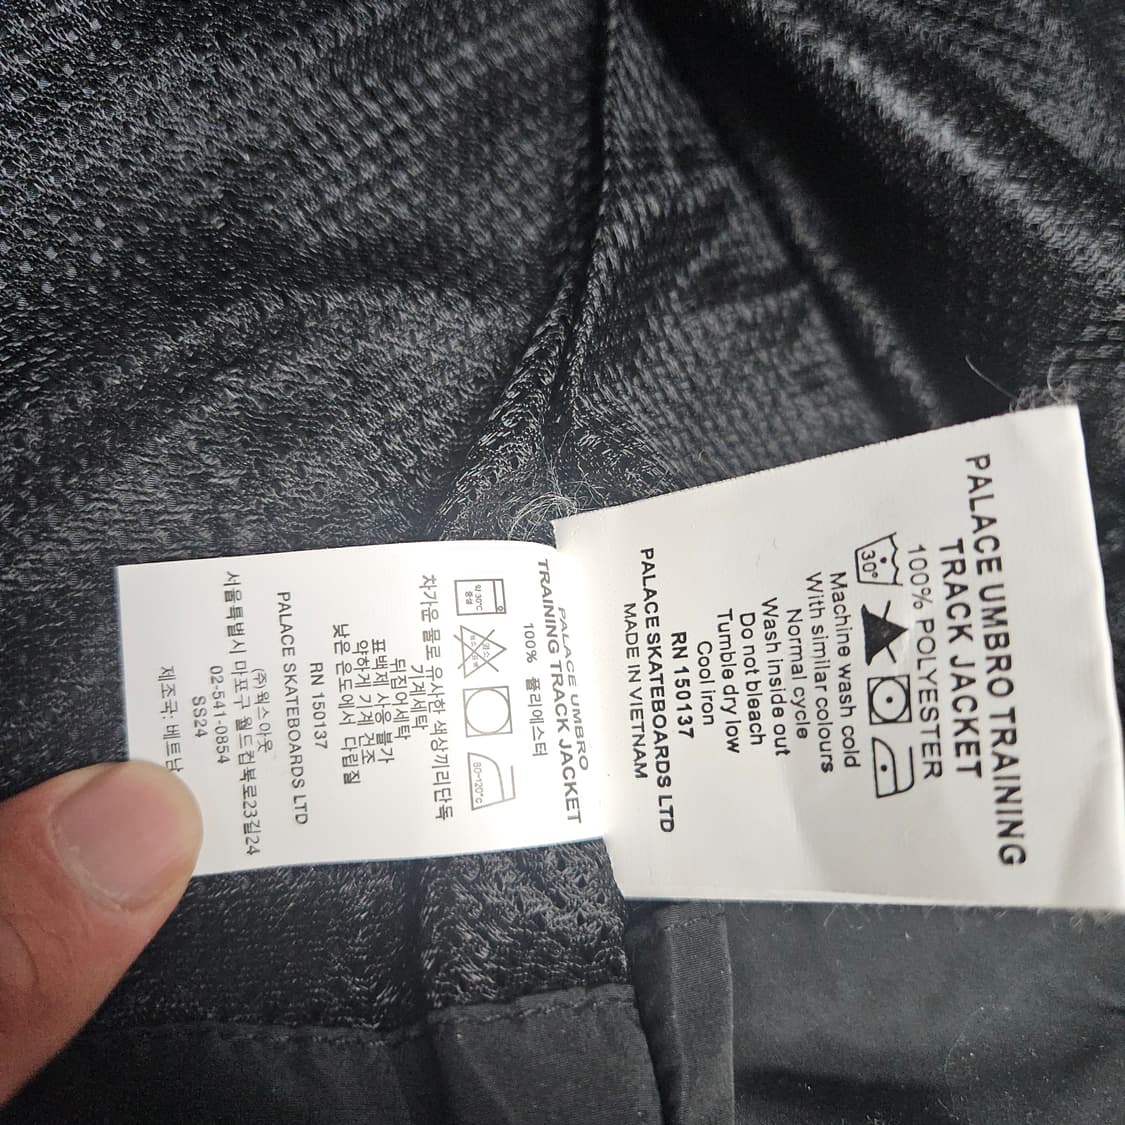 PALACE UMBRO TRAINING
TRACK JACKET
100% POLYESTER
30°
Machine wash cold
With similar colours
Normal cycle
Wash inside out
Do not bleach
Tumble dry low
Cool iron
RN 150137
PALACE SKATEBOARDS LTD
MADE IN VIETNAM
PALACE UMBRO
TRAINING TRACK JACKET
100% 폴리에스터
약 30°C
중성
80~120°C
차가운 물로 유사한 색상끼리단독
기계세탁
뒤집어세탁
표백제 사용 불가
약하게 기계 건조
낮은 온도에서 다림질
RN 150137
PALACE SKATEBOARDS LTD
(주)웍스아웃
서울특별시 마포구 월드컵북로23길24
02-541-0854
SS24
제조국: 베트남